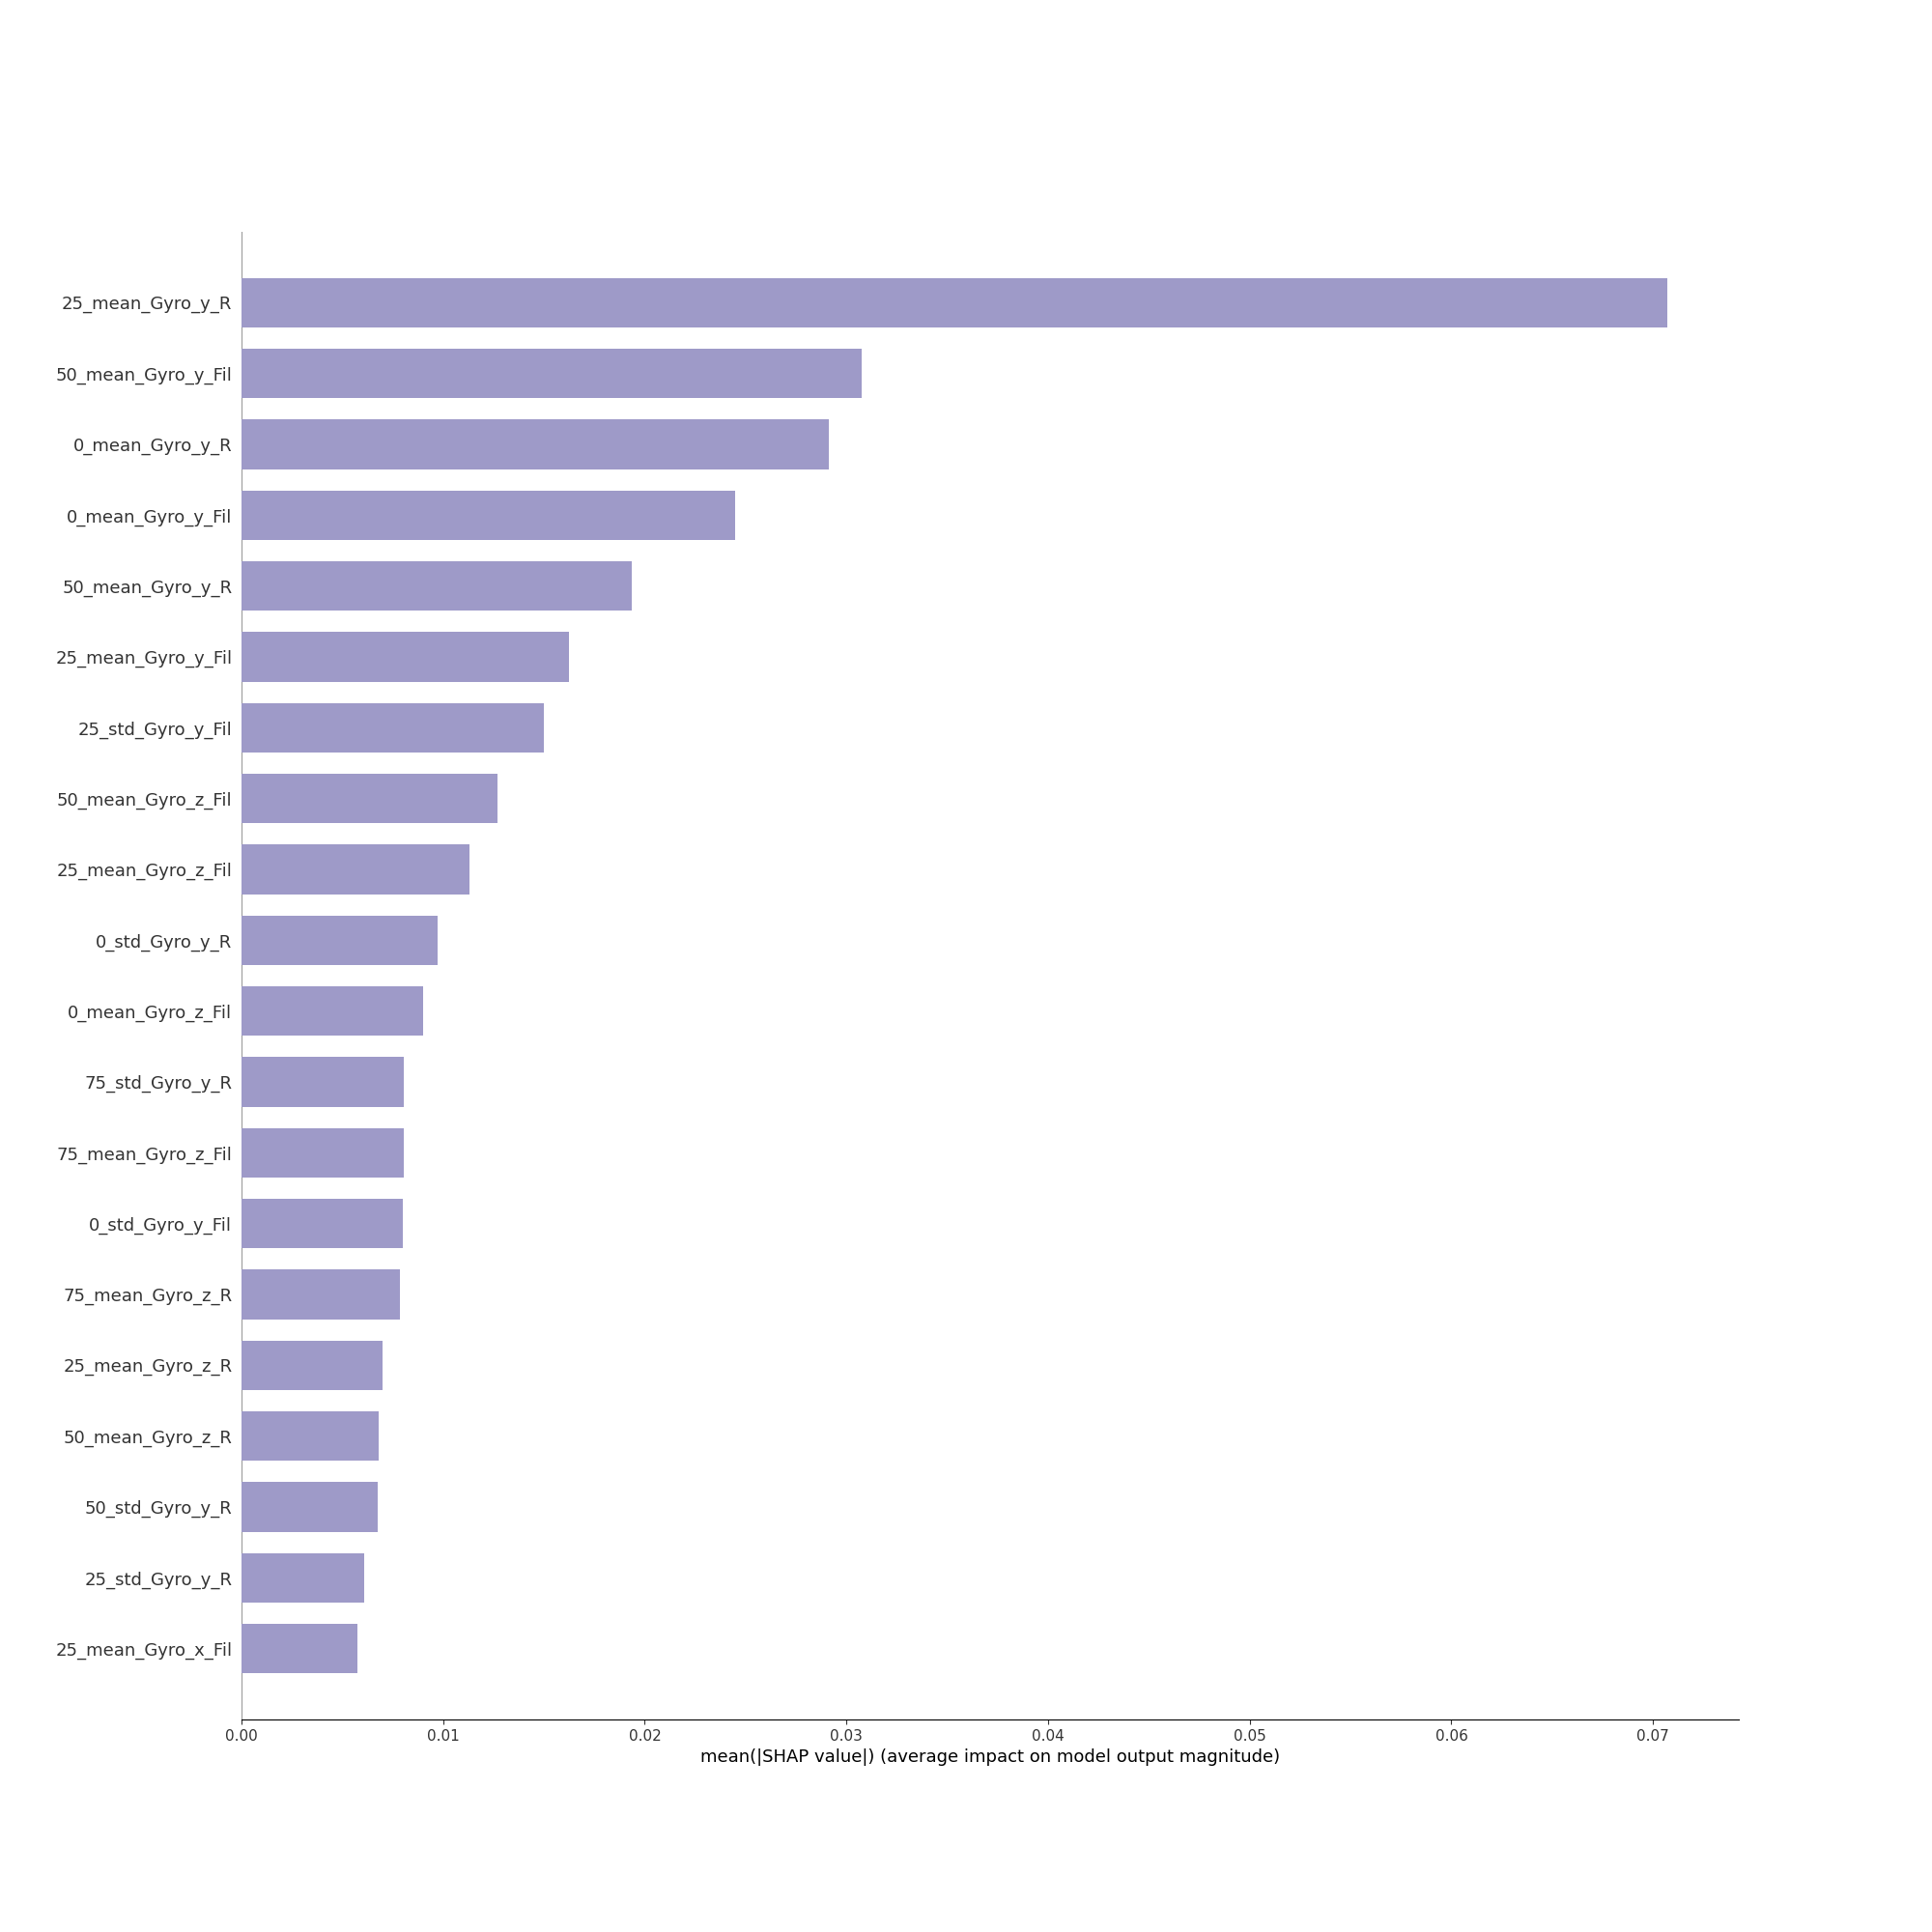 25_mean_Gyro_y_R
50_mean_Gyro_y_Fil
0_mean_Gyro_y_R
0_mean_Gyro_y_Fil
50_mean_Gyro_y_R
25_mean_Gyro_y_Fil
25_std_Gyro_y_Fil
50_mean_Gyro_z_Fil
25_mean_Gyro_z_Fil
0_std_Gyro_y_R
0_mean_Gyro_z_Fil
75_std_Gyro_y_R
75_mean_Gyro_z_Fil
0_std_Gyro_y_Fil
75_mean_Gyro_z_R
25_mean_Gyro_z_R
50_mean_Gyro_z_R
50_std_Gyro_y_R
25_std_Gyro_y_R
25_mean_Gyro_x_Fil
0.00 0.01 0.02 0.03 0.04 0.05 0.06 0.07
mean(|SHAP value|) (average impact on model output magnitude)